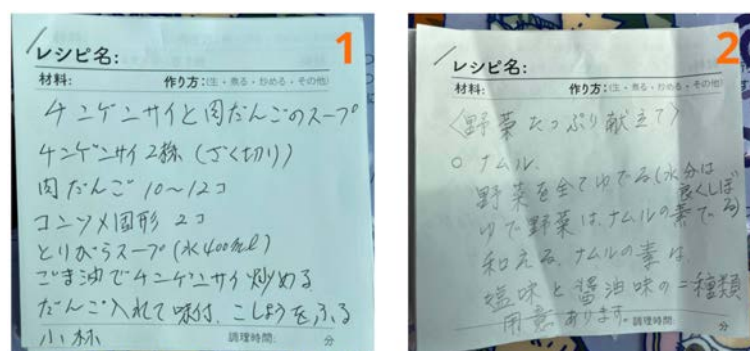 1
レシピ名:
材料: 作り方:(生・煮る・炒める・その他)
チンゲンサイと肉だんごのスープ
チンゲンサイ2株(ざく切り)
肉だんご 10〜12コ
コンソメ固形 2コ
とりがらスープ(水400ml)
ごま油でチンゲンサイ炒める
だんご入れて味付、こしょうをふる
小林
調理時間: 分
2
レシピ名:
材料: 作り方:(生・煮る・炒める・その他)
〈野菜たっぷり献立て〉
○ ナムル
野菜を全てゆでる(水分は
良くしぼる)
ゆで野菜は、ナムルの素で
和える、ナムルの素は
塩味と醤油味の二種類
用意あります。
調理時間: 分